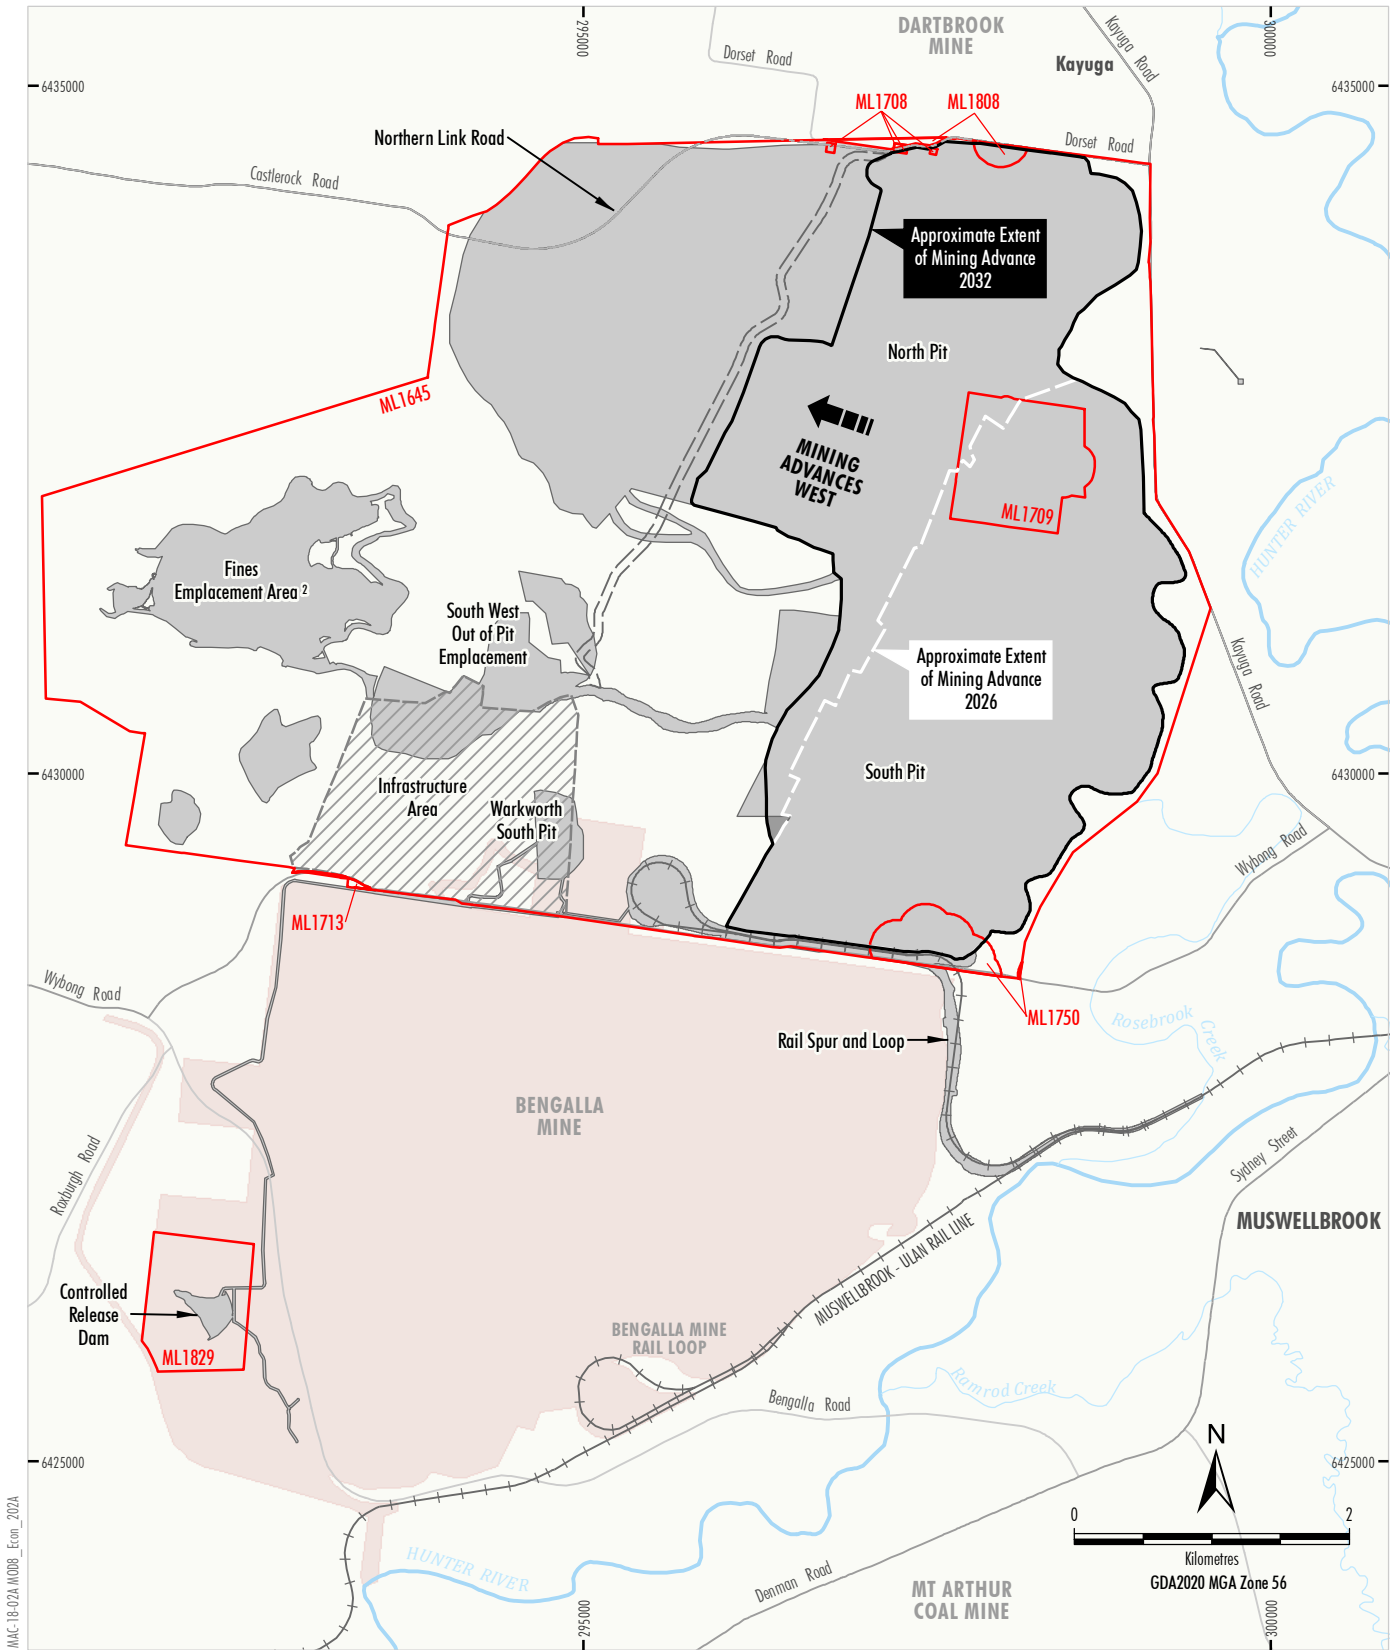 295000
300000
DARTBROOK
MINE
Kayuga Road
Dorset Road
Kayuga
6435000
6435000
ML1708
ML1808
Northern Link Road
Dorset Road
Castlerock Road
Approximate Extent
of Mining Advance
2032
North Pit
ML1645
MINING
ADVANCES
WEST
ML1709
HUNTER RIVER
Fines
Emplacement Area 2
South West
Out of Pit
Emplacement
Approximate Extent
of Mining Advance
2026
Kayuga Road
6430000
6430000
South Pit
Infrastructure
Area
Warkworth
South Pit
Wybong Road
ML1713
Wybong Road
ML1750
Rosebrook Creek
Rail Spur and Loop
BENGALLA
MINE
Roxburgh Road
Sydney Street
MUSWELLBROOK
MUSWELLBROOK - ULAN RAIL LINE
Controlled
Release
Dam
BENGALLA MINE
RAIL LOOP
ML1829
Ramrod Creek
Bengalla Road
N
6425000
6425000
0 2
Kilometres
GDA2020 MGA Zone 56
HUNTER RIVER
Denman Road
MT ARTHUR
COAL MINE
295000
300000
MAC-18-02A MOD8_Econ_202A